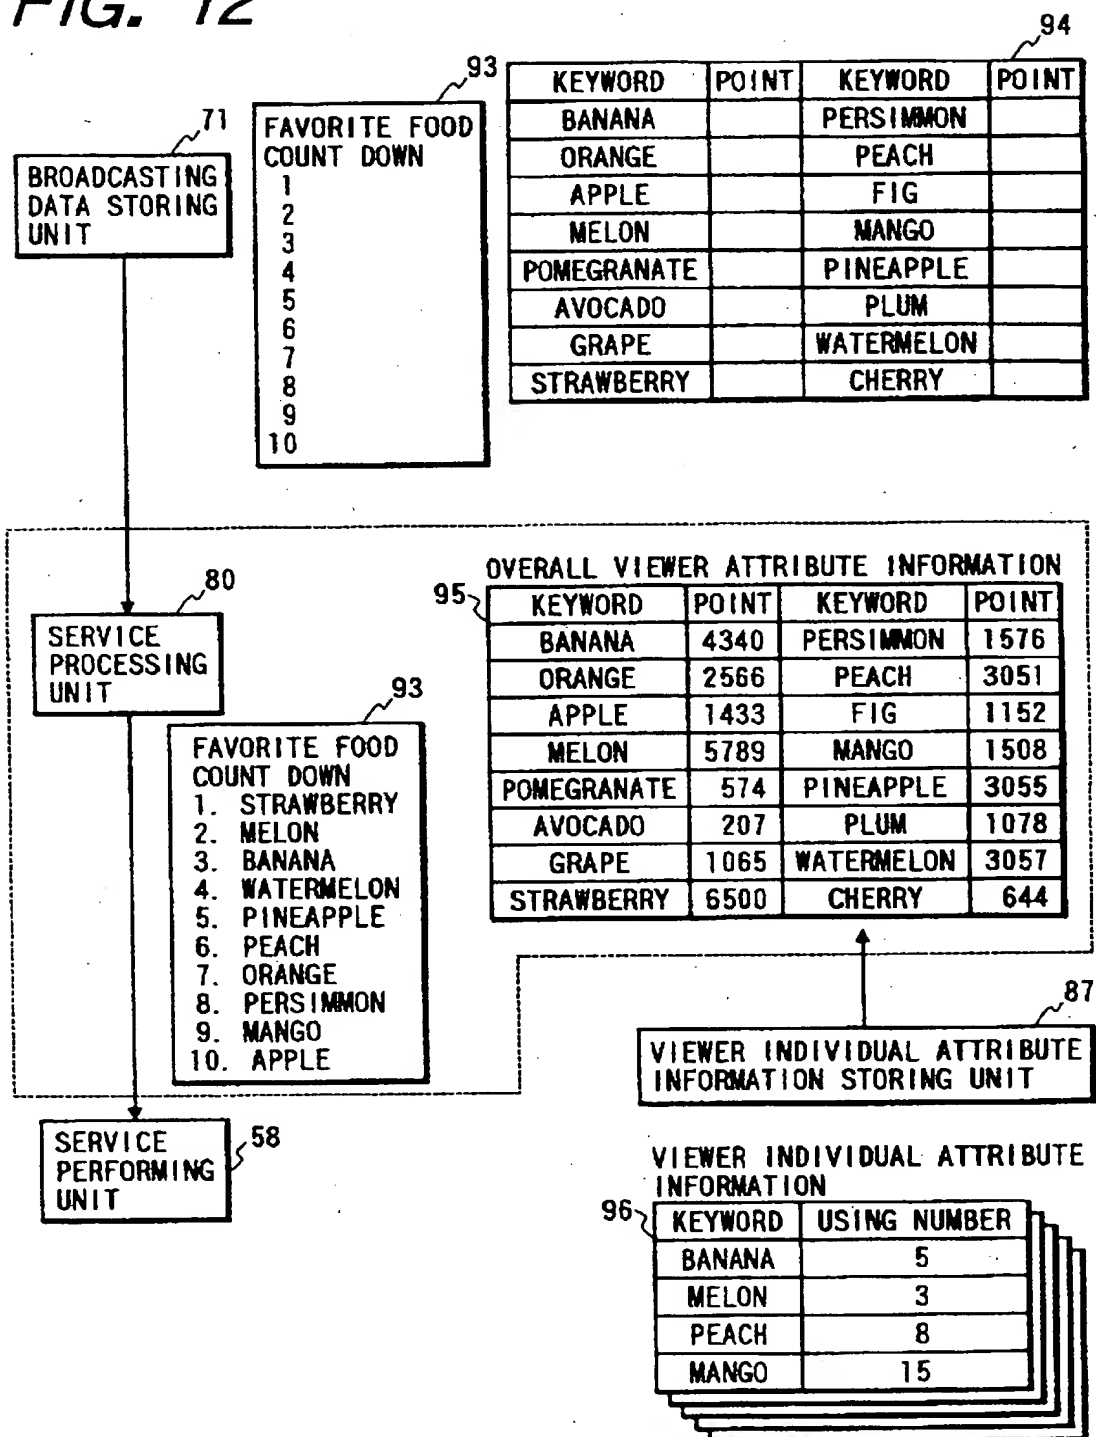 FIG. 12
94
93
KEYWORD POINT KEYWORD POINT
BANANA PERSIMMON
ORANGE PEACH
APPLE FIG
MELON MANGO
POMEGRANATE PINEAPPLE
AVOCADO PLUM
GRAPE WATERMELON
STRAWBERRY CHERRY
71
BROADCASTING
DATA STORING
UNIT
FAVORITE FOOD
COUNT DOWN
1
2
3
4
5
6
7
8
9
10
80
SERVICE
PROCESSING
UNIT
93
FAVORITE FOOD
COUNT DOWN
1. STRAWBERRY
2. MELON
3. BANANA
4. WATERMELON
5. PINEAPPLE
6. PEACH
7. ORANGE
8. PERSIMMON
9. MANGO
10. APPLE
OVERALL VIEWER ATTRIBUTE INFORMATION
95
KEYWORD POINT KEYWORD POINT
BANANA 4340 PERSIMMON 1576
ORANGE 2566 PEACH 3051
APPLE 1433 FIG 1152
MELON 5789 MANGO 1508
POMEGRANATE 574 PINEAPPLE 3055
AVOCADO 207 PLUM 1078
GRAPE 1065 WATERMELON 3057
STRAWBERRY 6500 CHERRY 644
87
VIEWER INDIVIDUAL ATTRIBUTE
INFORMATION STORING UNIT
SERVICE
PERFORMING
UNIT
58
VIEWER INDIVIDUAL ATTRIBUTE
INFORMATION
96
KEYWORD USING NUMBER
BANANA 5
MELON 3
PEACH 8
MANGO 15